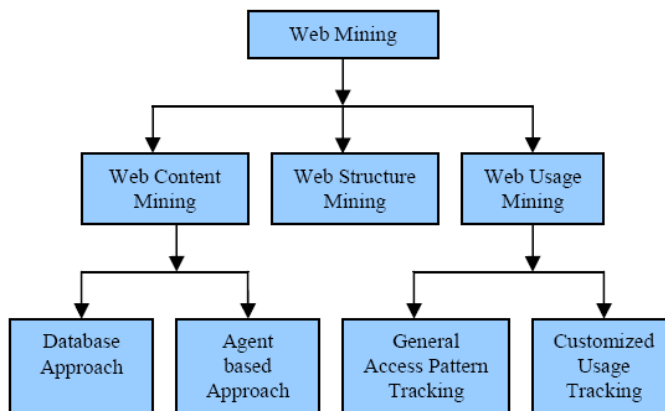 Web Mining
Web Content
Mining
Web Structure
Mining
Web Usage
Mining
Database
Approach
Agent
based
Approach
General
Access Pattern
Tracking
Customized
Usage
Tracking